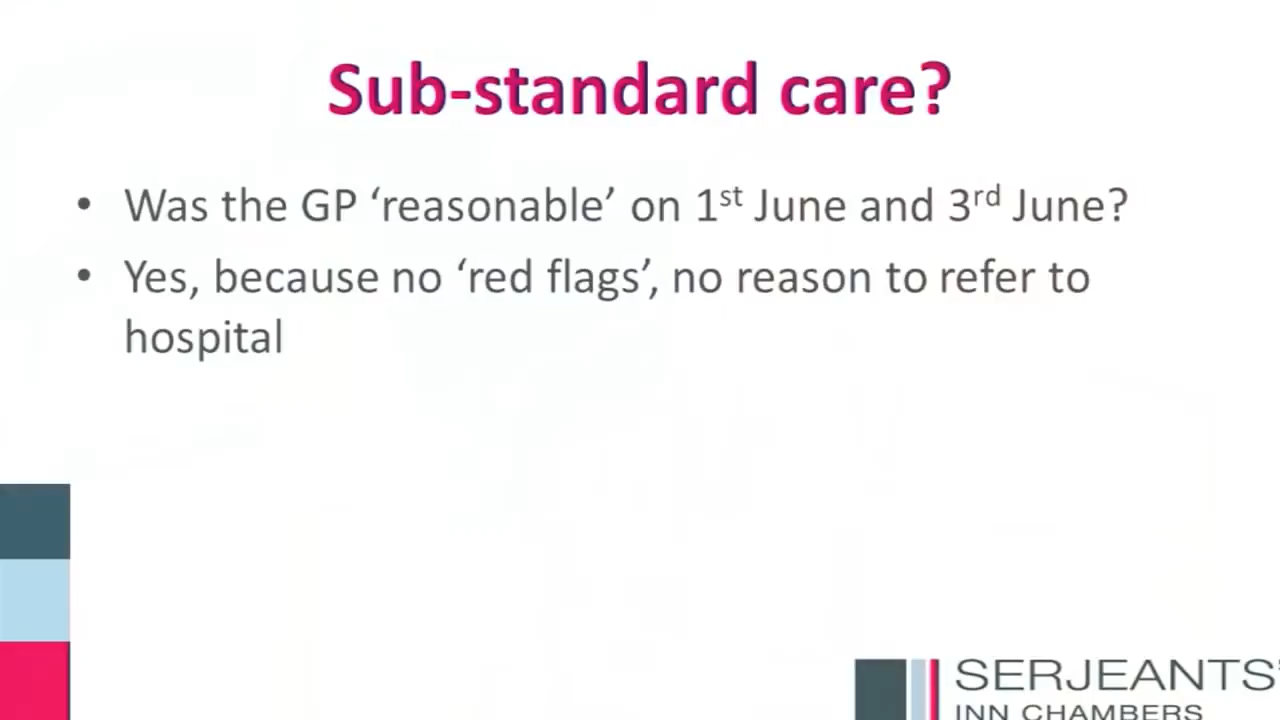 Sub-standard care?
• Was the GP ‘reasonable’ on 1st June and 3rd June?
• Yes, because no ‘red flags’, no reason to refer to
hospital
SERJEANTS’
INN CHAMBERS